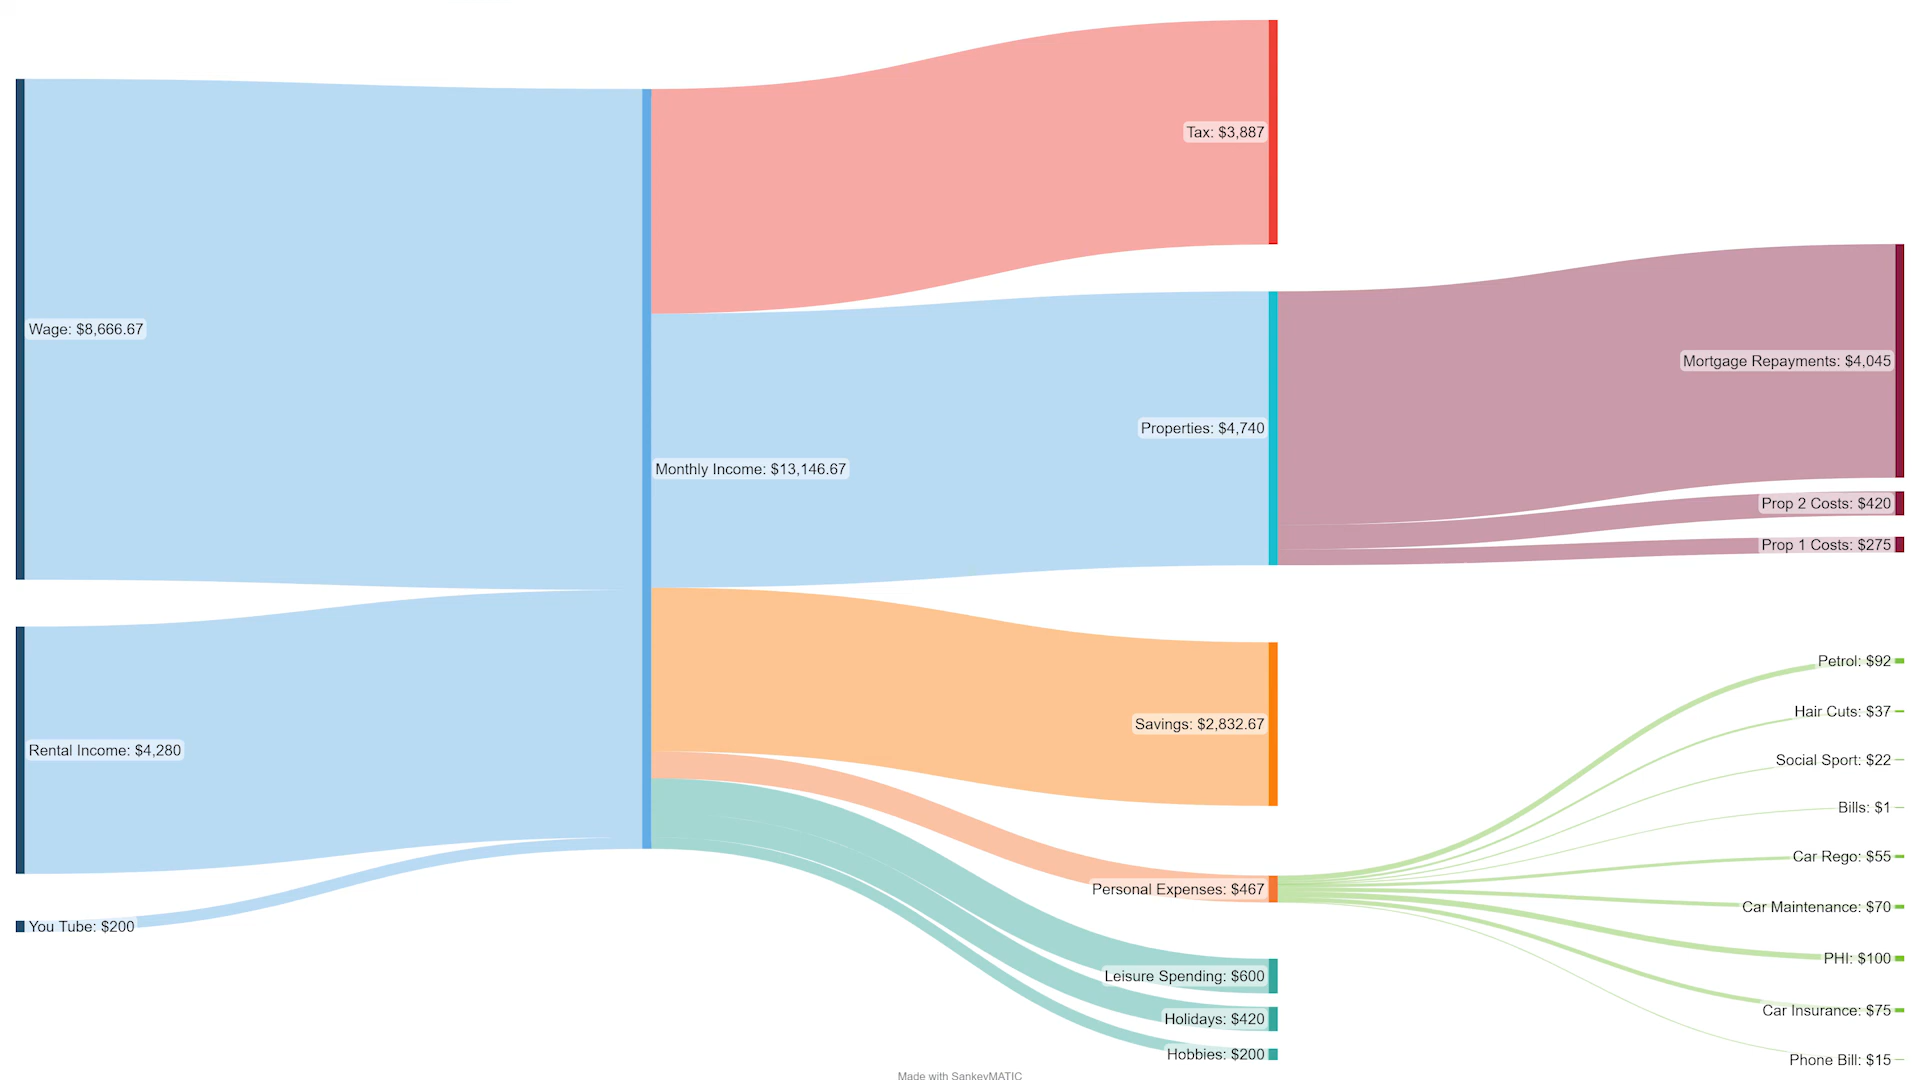 Wage: $8,666.67
Rental Income: $4,280
You Tube: $200
Monthly Income: $13,146.67
Tax: $3,887
Properties: $4,740
Savings: $2,832.67
Personal Expenses: $467
Leisure Spending: $600
Holidays: $420
Hobbies: $200
Mortgage Repayments: $4,045
Prop 2 Costs: $420
Prop 1 Costs: $275
Petrol: $92
Hair Cuts: $37
Social Sport: $22
Bills: $1
Car Rego: $55
Car Maintenance: $70
PHI: $100
Car Insurance: $75
Phone Bill: $15
Made with SankeyMATIC